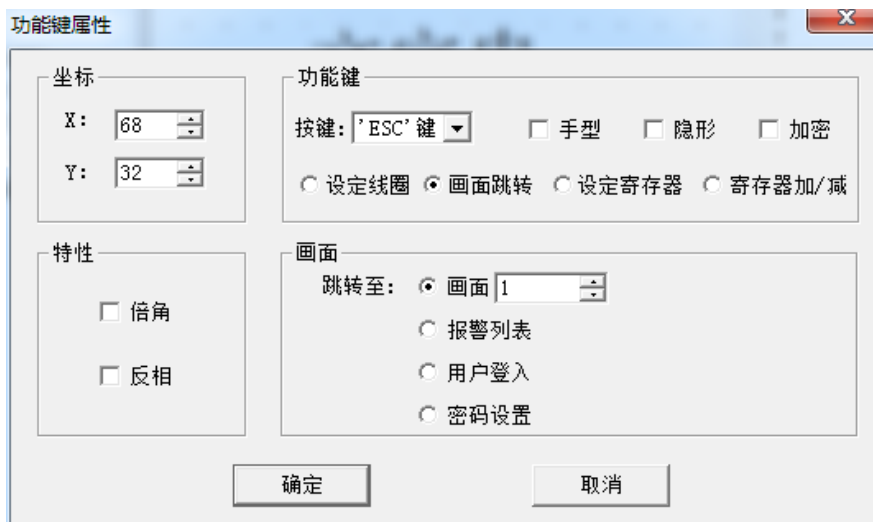 功能键属性
坐标
X: 68
Y: 32
功能键
按键: 'ESC'键 手型 隐形 加密
设定线圈 画面跳转 设定寄存器 寄存器加/减
特性
倍角
反相
画面
跳转至: 画面 1
报警列表
用户登入
密码设置
确定 取消